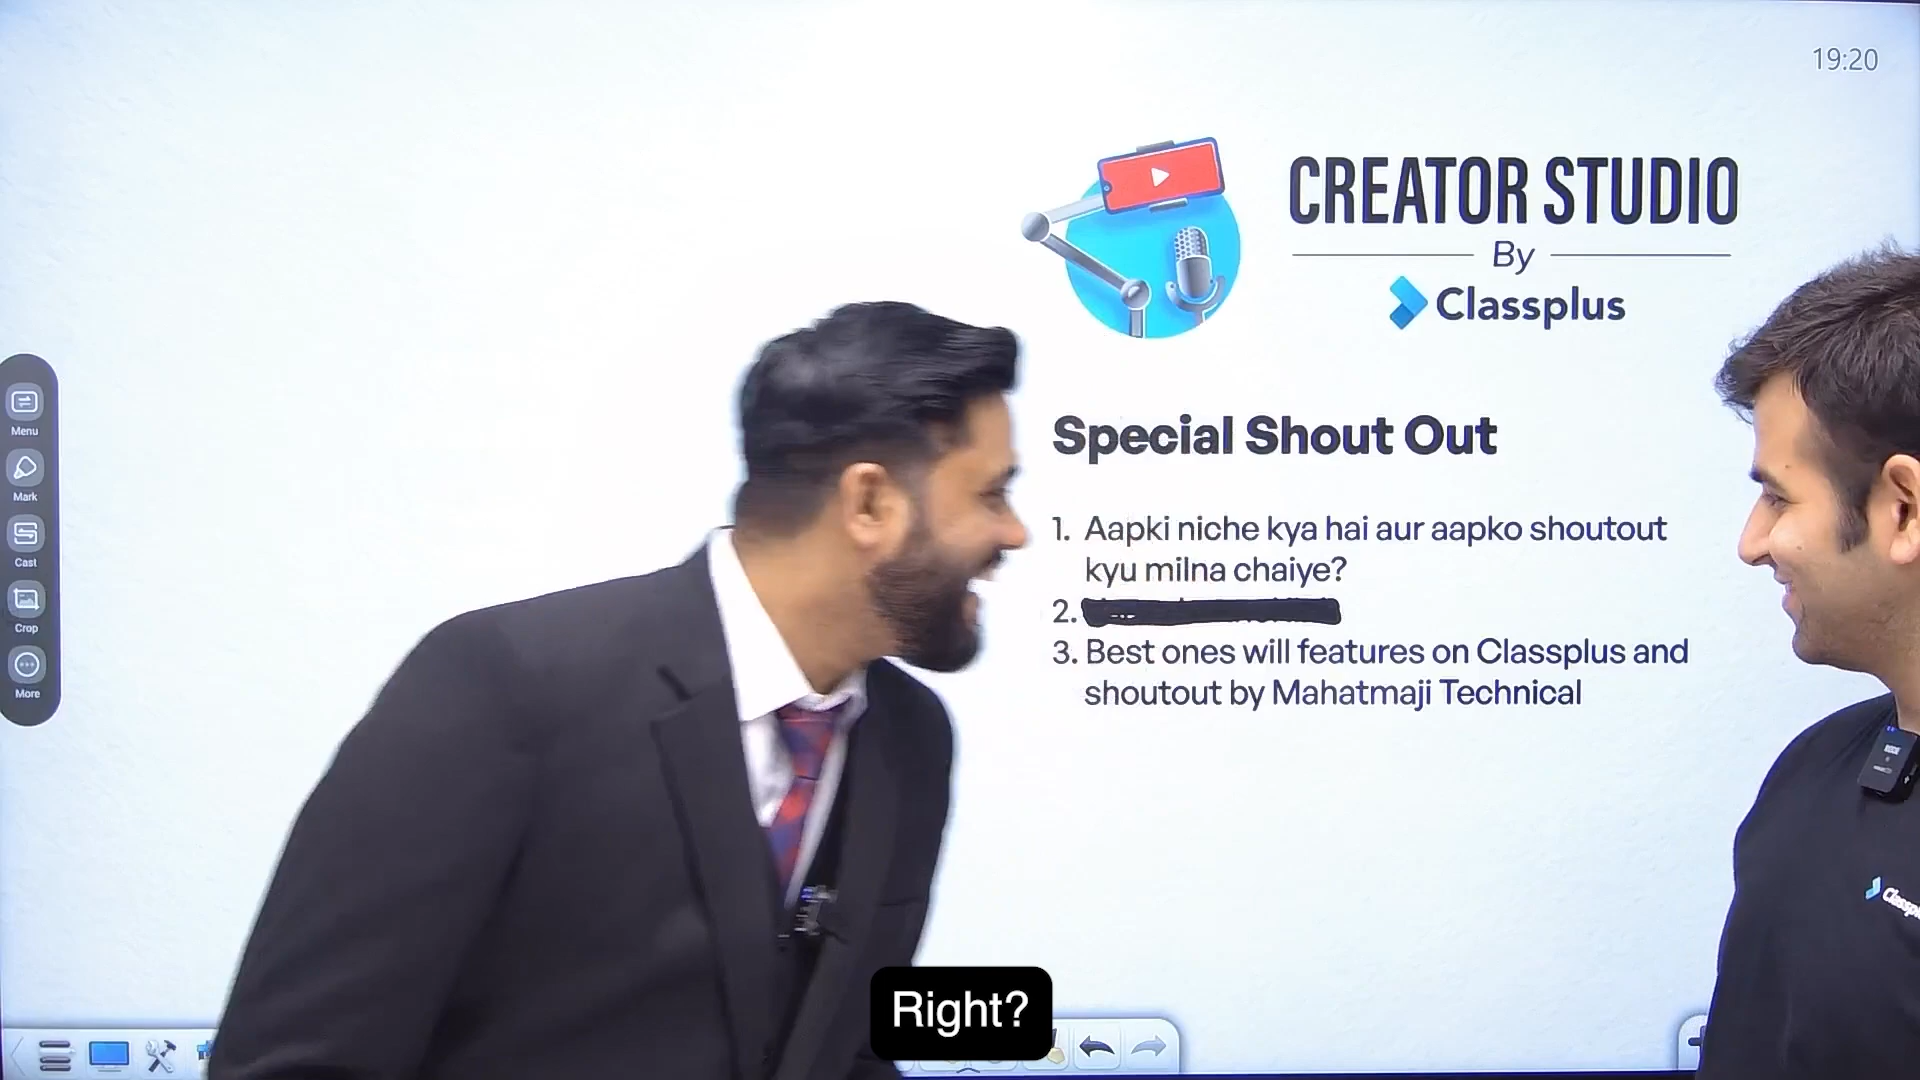 19:20
CREATOR STUDIO
By
Classplus
Special Shout Out
1. Aapki niche kya hai aur aapko shoutout
kyu milna chaiye?
2.
3. Best ones will features on Classplus and
shoutout by Mahatmaji Technical
Menu
Mark
Cast
Crop
More
Right?